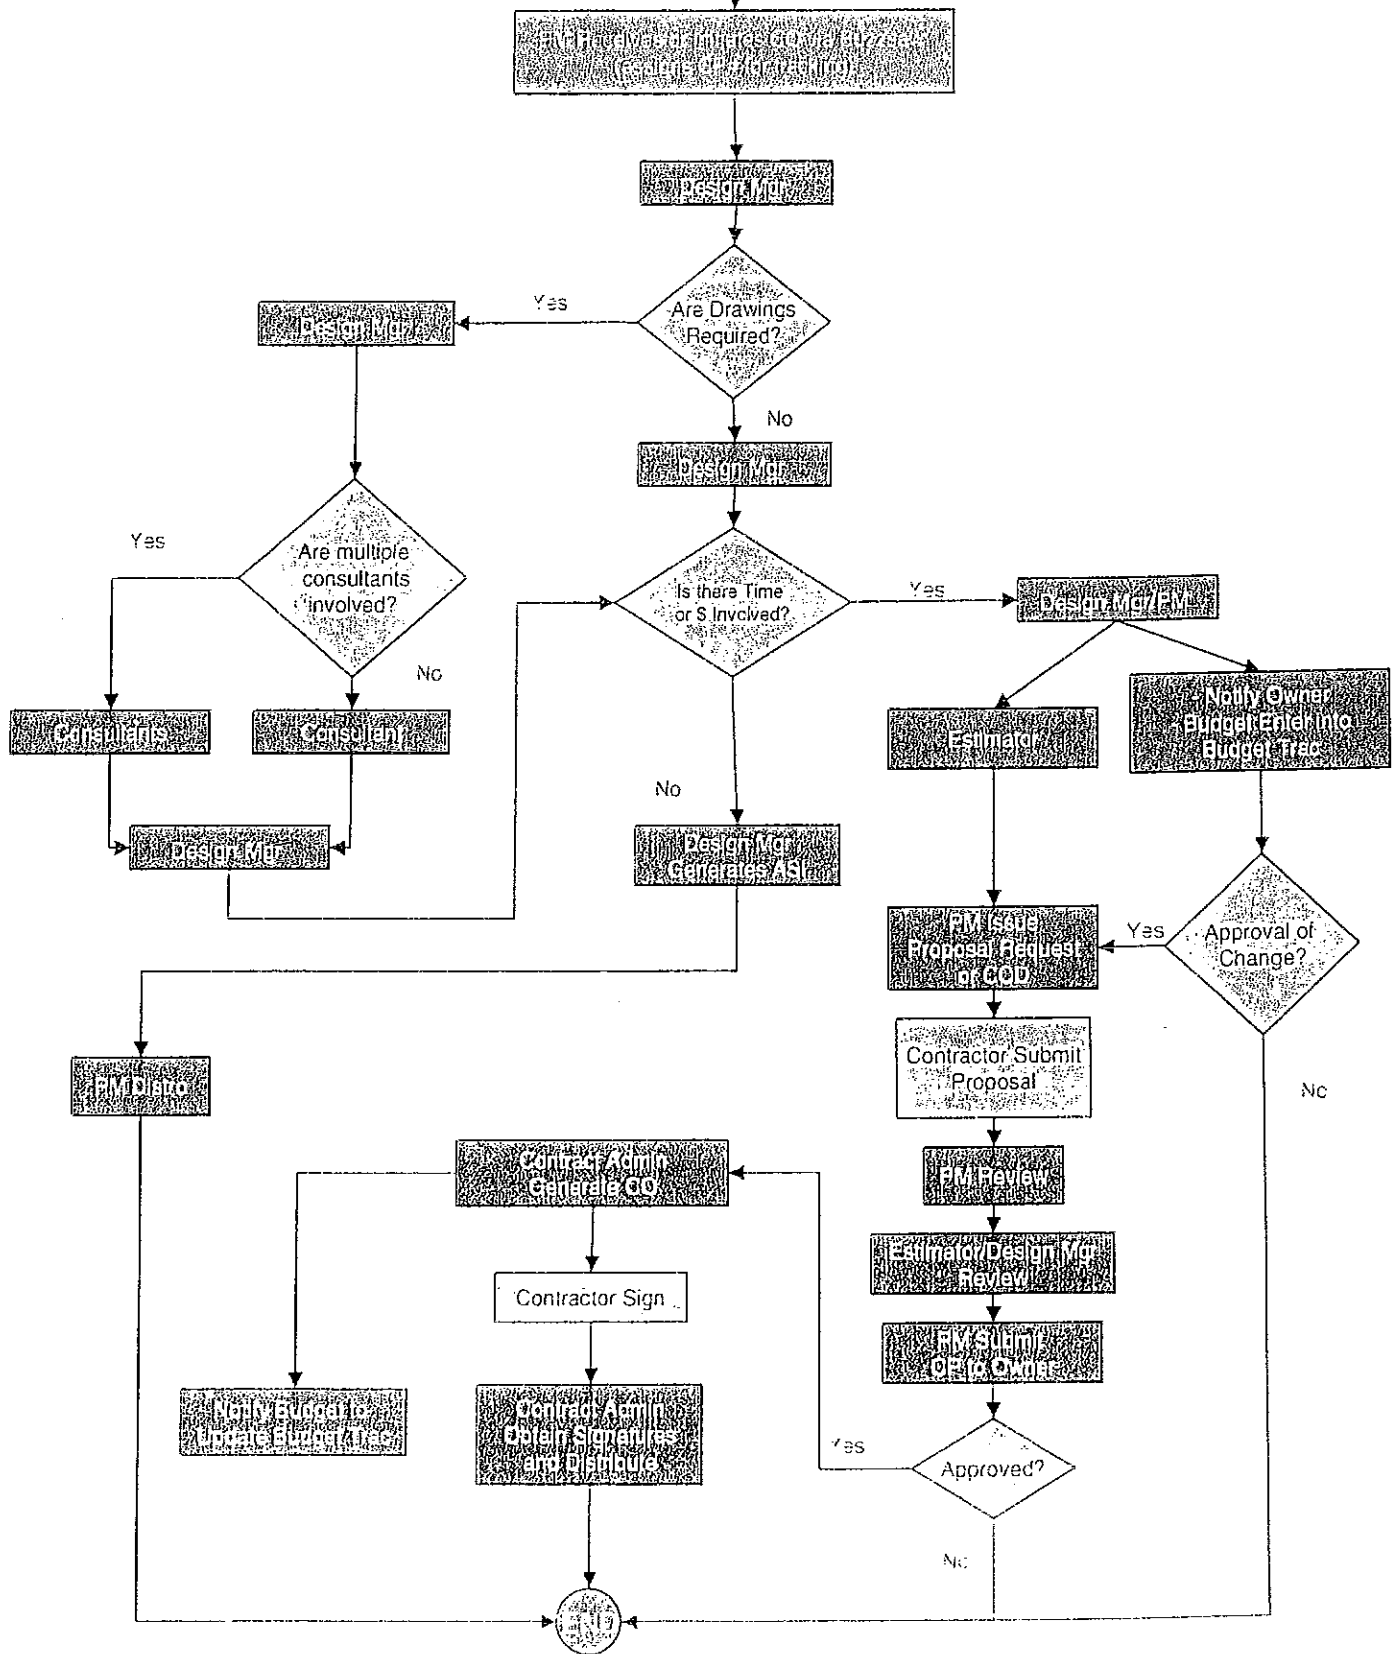 Design Mgr
Are Drawings
Required?
Yes
Design Mgr
No
Design Mgr
Are multiple
consultants
involved?
Yes
No
Is there Time
or $ Involved?
Yes
Design Mgr/PM
Consultants
Consultant
Design Mgr
No
Design Mgr
Generates ASI
Estimator
- Notify Owner
- Budget Enter into
Budget Trac
Approval of
Change?
Yes
No
PM Issue
Proposal Request
or COD
Contractor Submit
Proposal
PM Distro
PM Review
Contract Admin
Generate CO
Estimator/Design Mgr
Review
Contractor Sign
PM Submit
CP to Owner
Notify Budget to
Update Budget Trac
Contract Admin
Obtain Signatures
and Distribute
Yes
Approved?
No
END